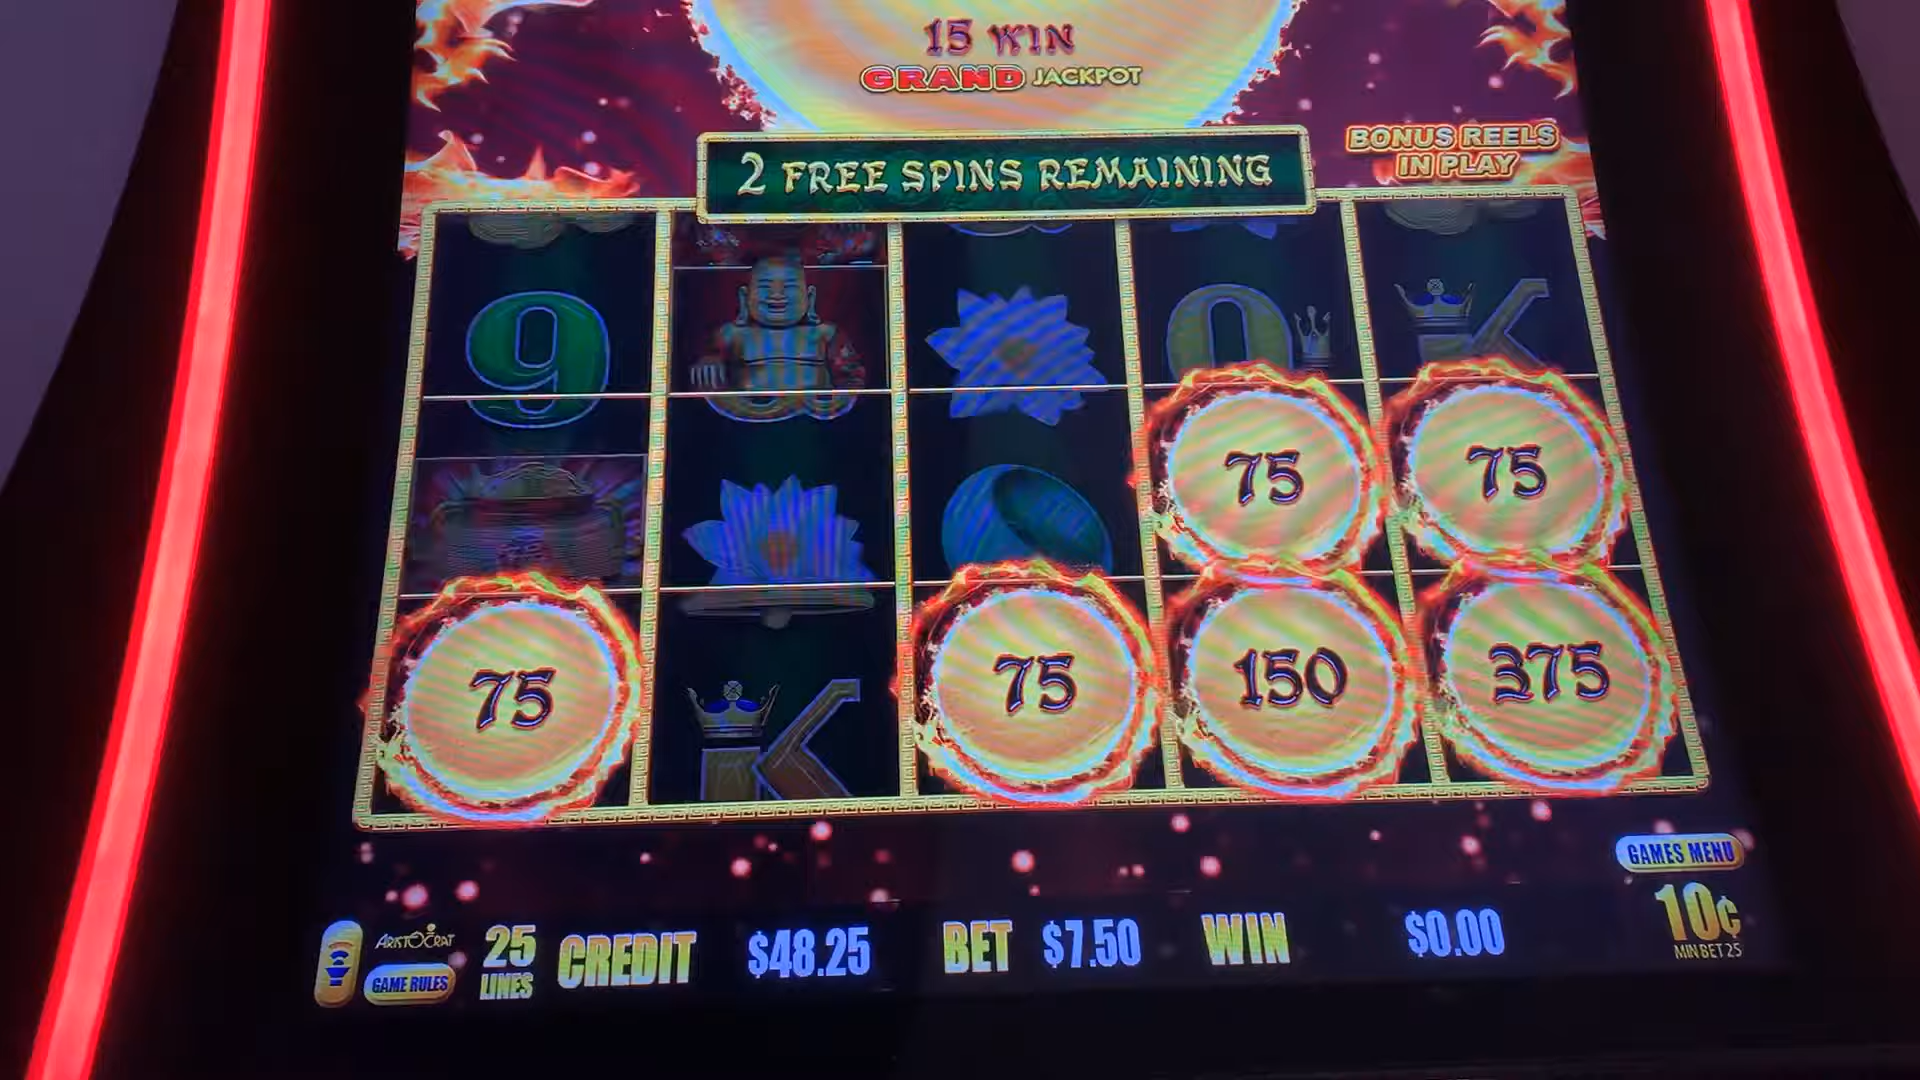 15 WIN
GRAND JACKPOT
2 FREE SPINS REMAINING
BONUS REELS
IN PLAY
9
Q
K
75
75
75
K
75
150
375
GAMES MENU
ARISTOCRAT
GAME RULES
25
LINES
CREDIT $48.25 BET $7.50 WIN $0.00
10¢
MIN BET 25